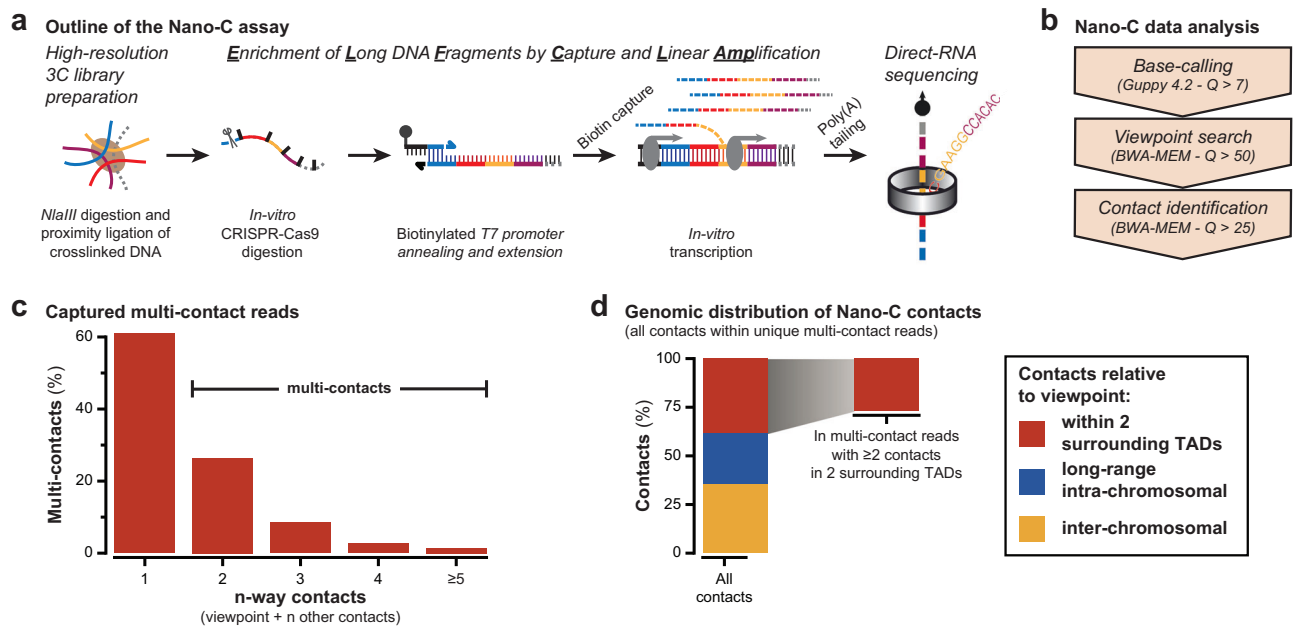 a Outline of the Nano-C assay
High-resolution
3C library
preparation
Enrichment of Long DNA Fragments by Capture and Linear Amplification
Direct-RNA
sequencing
Biotin capture
Poly(A)
tailing
GAAGGCCACAC
NlaIII digestion and
proximity ligation of
crosslinked DNA
In-vitro
CRISPR-Cas9
digestion
Biotinylated T7 promoter
annealing and extension
In-vitro
transcription
b Nano-C data analysis
Base-calling
(Guppy 4.2 - Q > 7)
Viewpoint search
(BWA-MEM - Q > 50)
Contact identification
(BWA-MEM - Q > 25)
c Captured multi-contact reads
Multi-contacts (%)
60
40
20
0
multi-contacts
1 2 3 4 ≥5
n-way contacts
(viewpoint + n other contacts)
d Genomic distribution of Nano-C contacts
(all contacts within unique multi-contact reads)
Contacts (%)
100
75
50
25
0
All
contacts
In multi-contact reads
with ≥2 contacts
in 2 surrounding TADs
Contacts relative
to viewpoint:
within 2
surrounding TADs
long-range
intra-chromosomal
inter-chromosomal